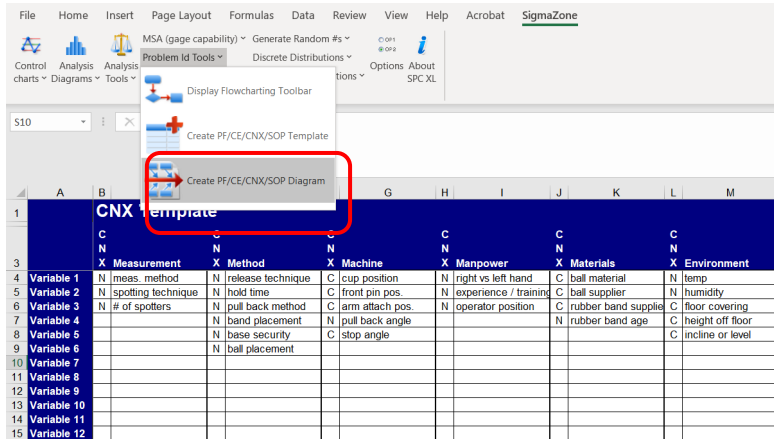 File Home Insert Page Layout Formulas Data Review View Help Acrobat SigmaZone
MSA (gage capability) Generate Random #s OPT 1
Problem Id Tools Discrete Distributions OPT 2
Control Analysis Analysis tions Options About
charts Diagrams Tools SPC XL
Display Flowcharting Toolbar
S10
Create PF/CE/CNX/SOP Template
Create PF/CE/CNX/SOP Diagram
A B G H I J K L M
1 CNX Template
C C C C C C
N N N N N N
3 X Measurement X Method X Machine X Manpower X Materials X Environment
4 Variable 1 N meas. method N release technique C cup position N right vs left hand C ball material N temp
5 Variable 2 N spotting technique N hold time C front pin pos. N experience / training C ball supplier N humidity
6 Variable 3 N # of spotters N pull back method C arm attach pos. N operator position C rubber band supplie C floor covering
7 Variable 4 N band placement N pull back angle N rubber band age C height off floor
8 Variable 5 N base security C stop angle C incline or level
9 Variable 6 N ball placement
10 Variable 7
11 Variable 8
12 Variable 9
13 Variable 10
14 Variable 11
15 Variable 12